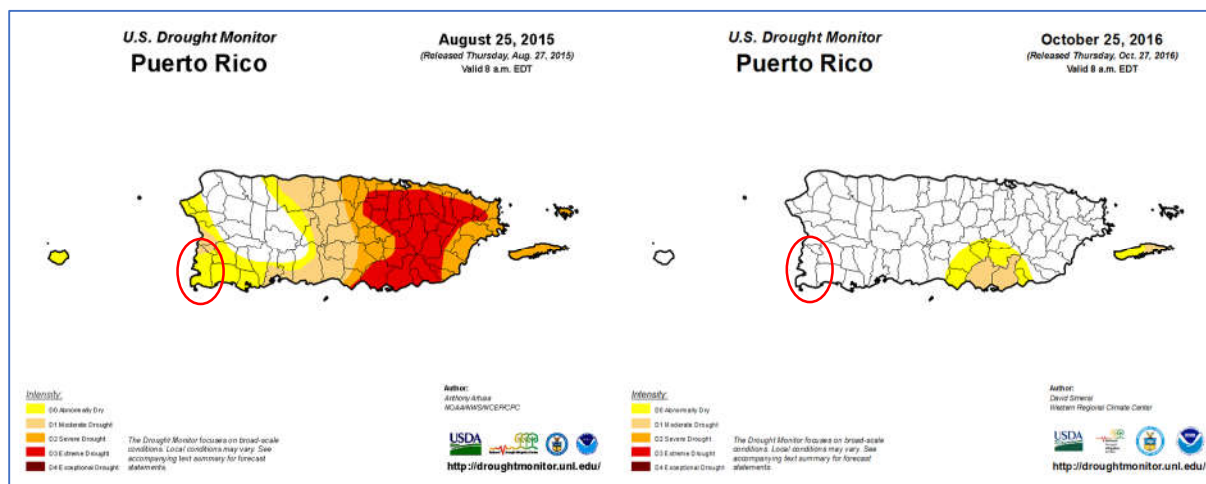 U.S. Drought Monitor
Puerto Rico
August 25, 2015
(Released Thursday, Aug. 27, 2015)
Valid 8 a.m. EDT
Intensity:
D0 Abnormally Dry
D1 Moderate Drought
D2 Severe Drought
D3 Extreme Drought
D4 Exceptional Drought
The Drought Monitor focuses on broad-scale
conditions. Local conditions may vary. See
accompanying text summary for forecast
statements.
Author:
Anthony Artusa
NOAA/NWS/NCEP/CPC
USDA
http://droughtmonitor.unl.edu/
U.S. Drought Monitor
Puerto Rico
October 25, 2016
(Released Thursday, Oct. 27, 2016)
Valid 8 a.m. EDT
Intensity:
D0 Abnormally Dry
D1 Moderate Drought
D2 Severe Drought
D3 Extreme Drought
D4 Exceptional Drought
The Drought Monitor focuses on broad-scale
conditions. Local conditions may vary. See
accompanying text summary for forecast
statements.
Author:
David Simeral
Western Regional Climate Center
USDA
http://droughtmonitor.unl.edu/